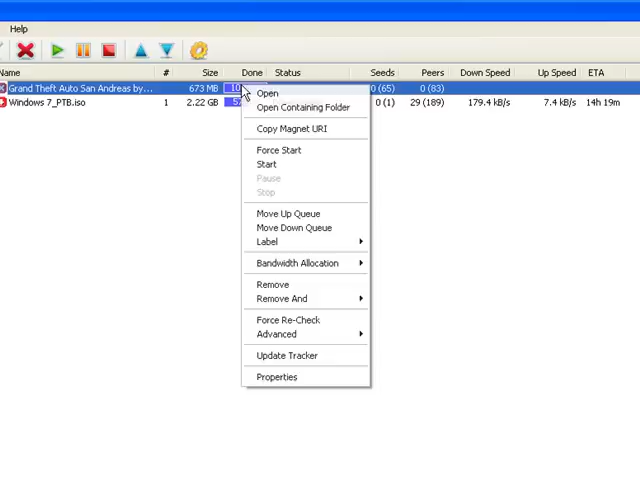 Help
Name # Size Done Status Seeds Peers Down Speed Up Speed ETA
Grand Theft Auto San Andreas by... 673 MB 10 0 (65) 0 (83)
Windows 7_PTB.iso 1 2.22 GB 0 (1) 29 (189) 179.4 kB/s 7.4 kB/s 14h 19m
Open
Open Containing Folder
Copy Magnet URI
Force Start
Start
Pause
Stop
Move Up Queue
Move Down Queue
Label
Bandwidth Allocation
Remove
Remove And
Force Re-Check
Advanced
Update Tracker
Properties